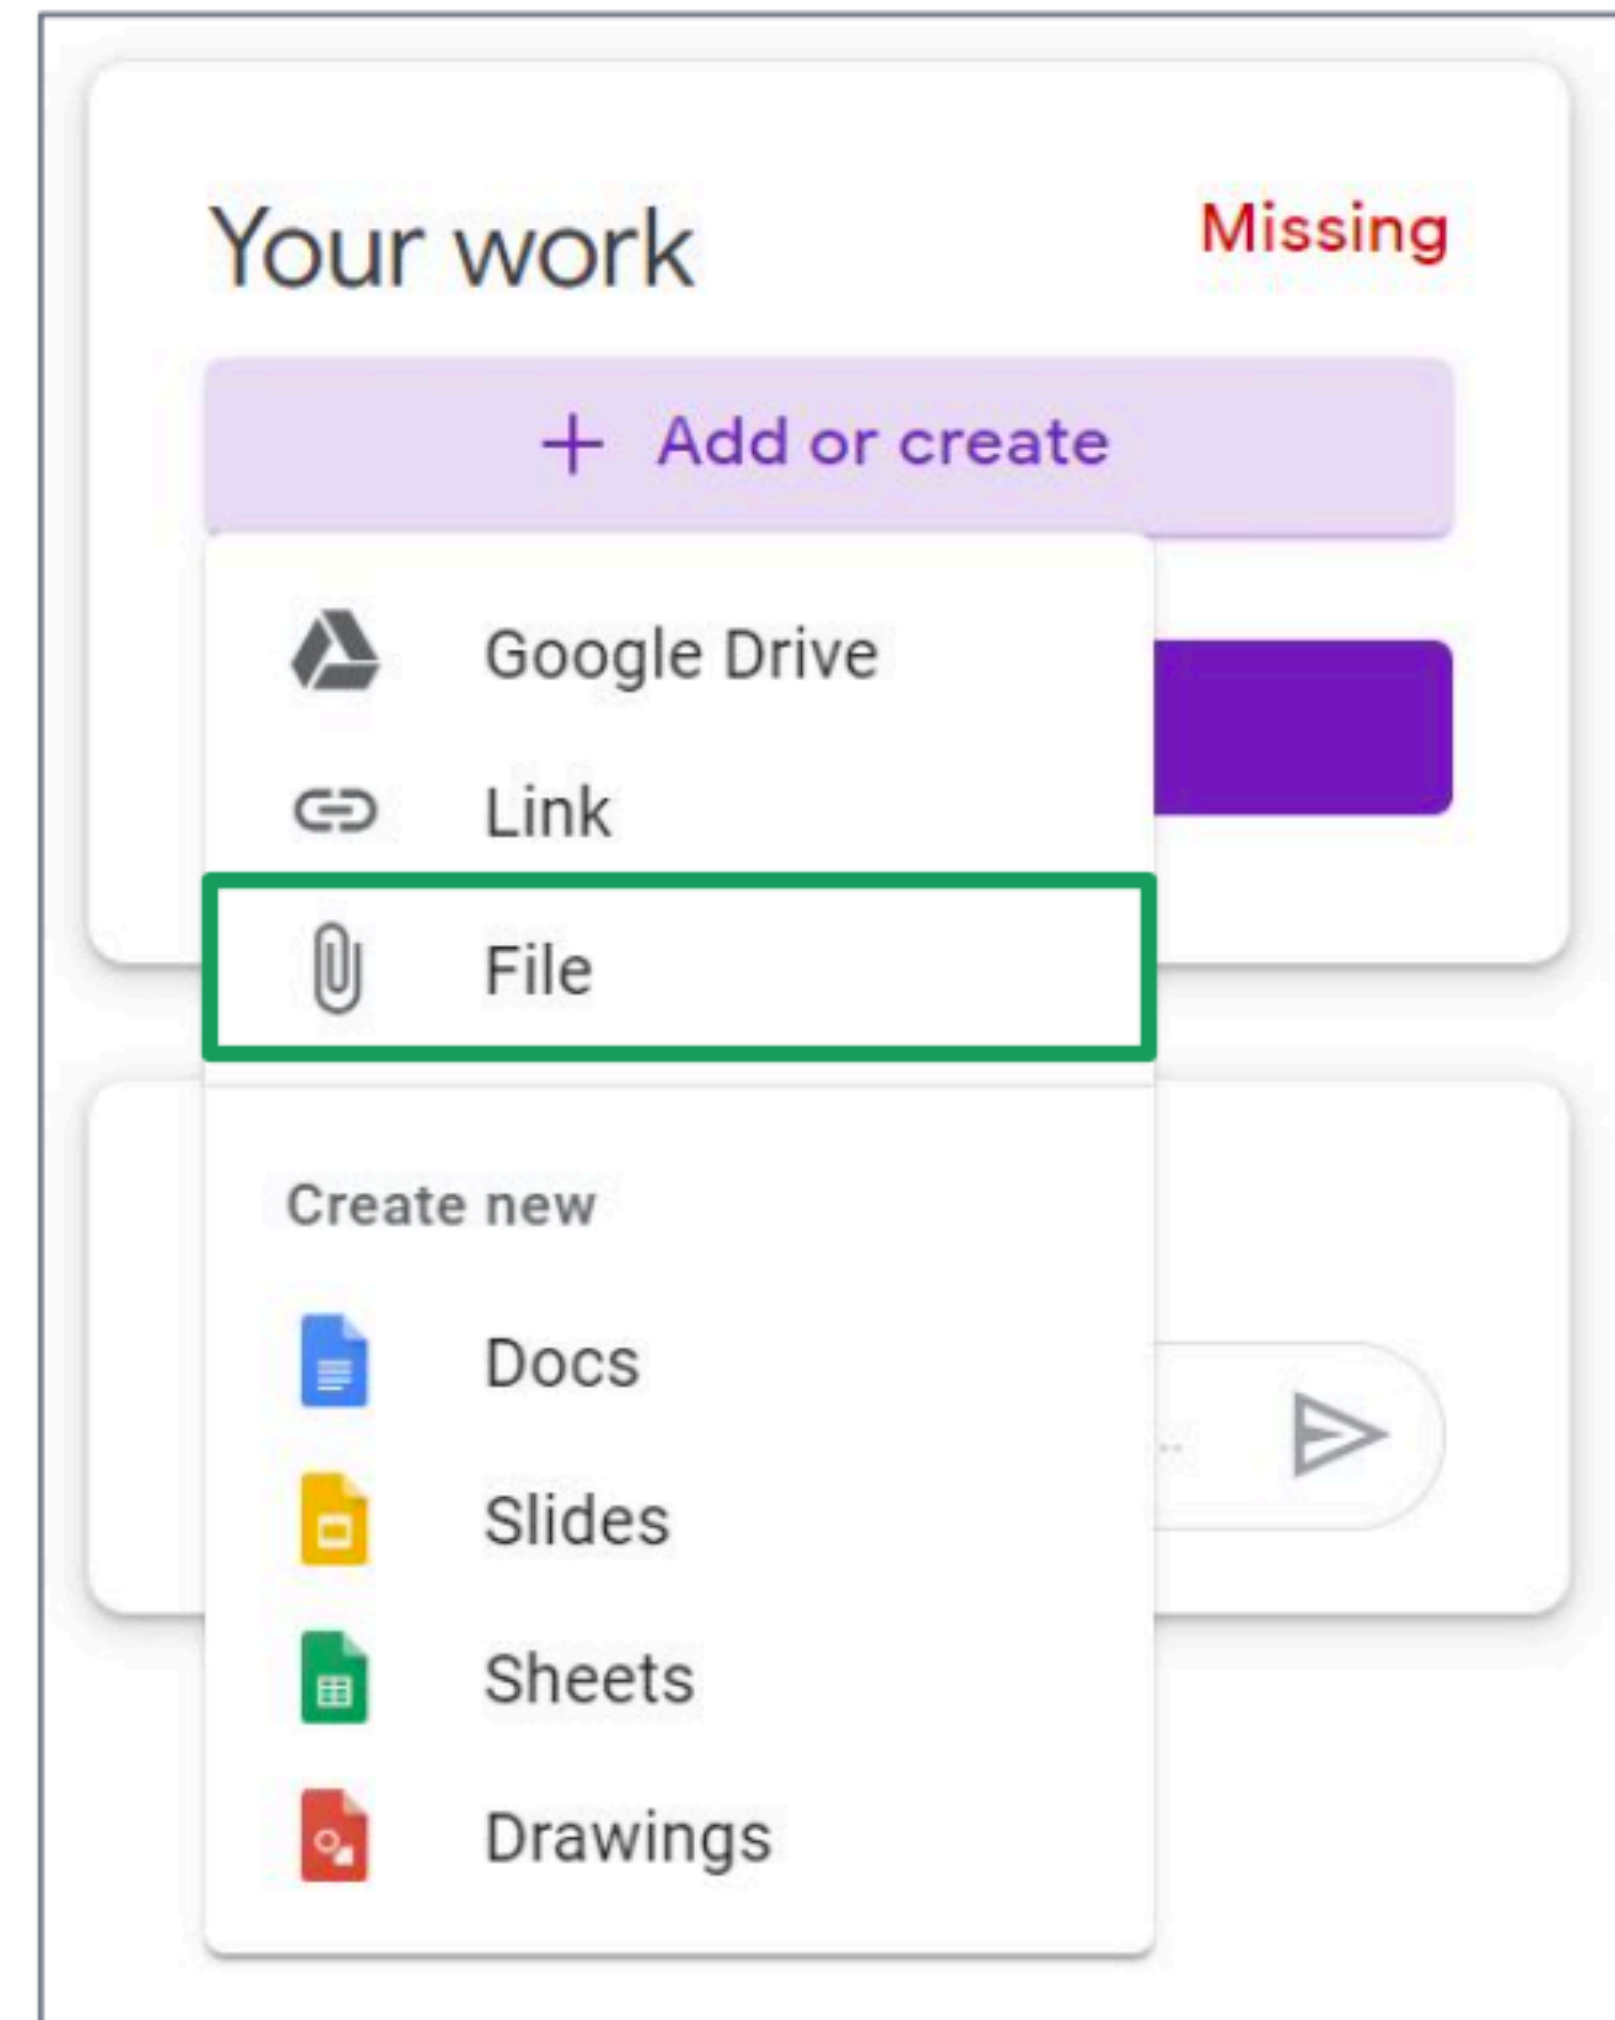 Your work
Missing
+ Add or create
Google Drive
Link
File
Create new
Docs
Slides
Sheets
Drawings